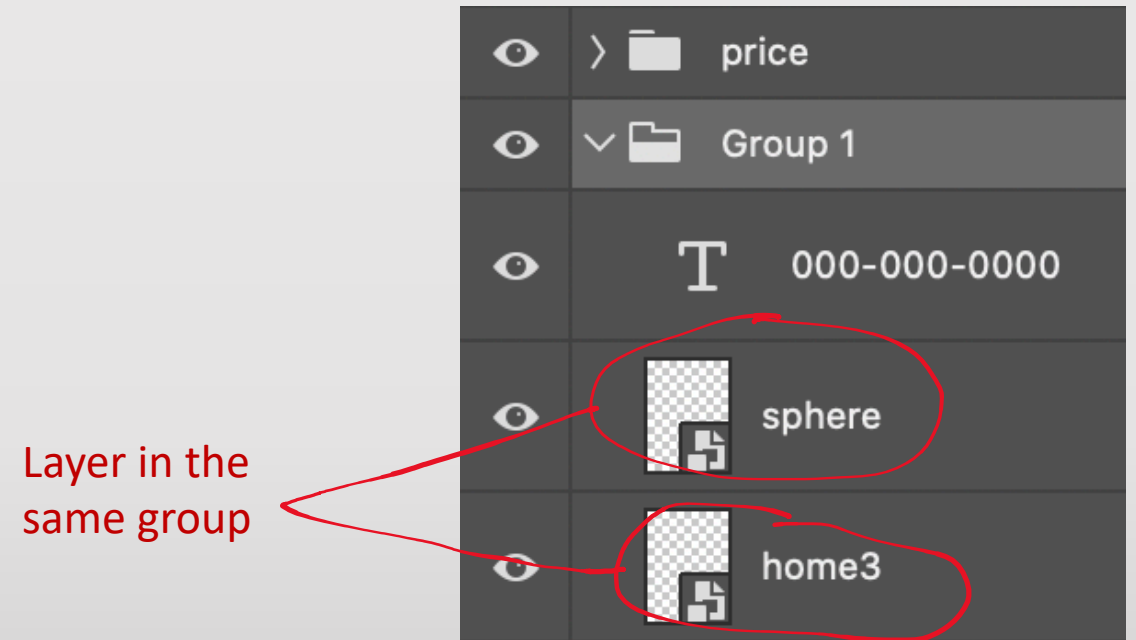 price
Group 1
T 000-000-0000
sphere
Layer in the
same group
home3